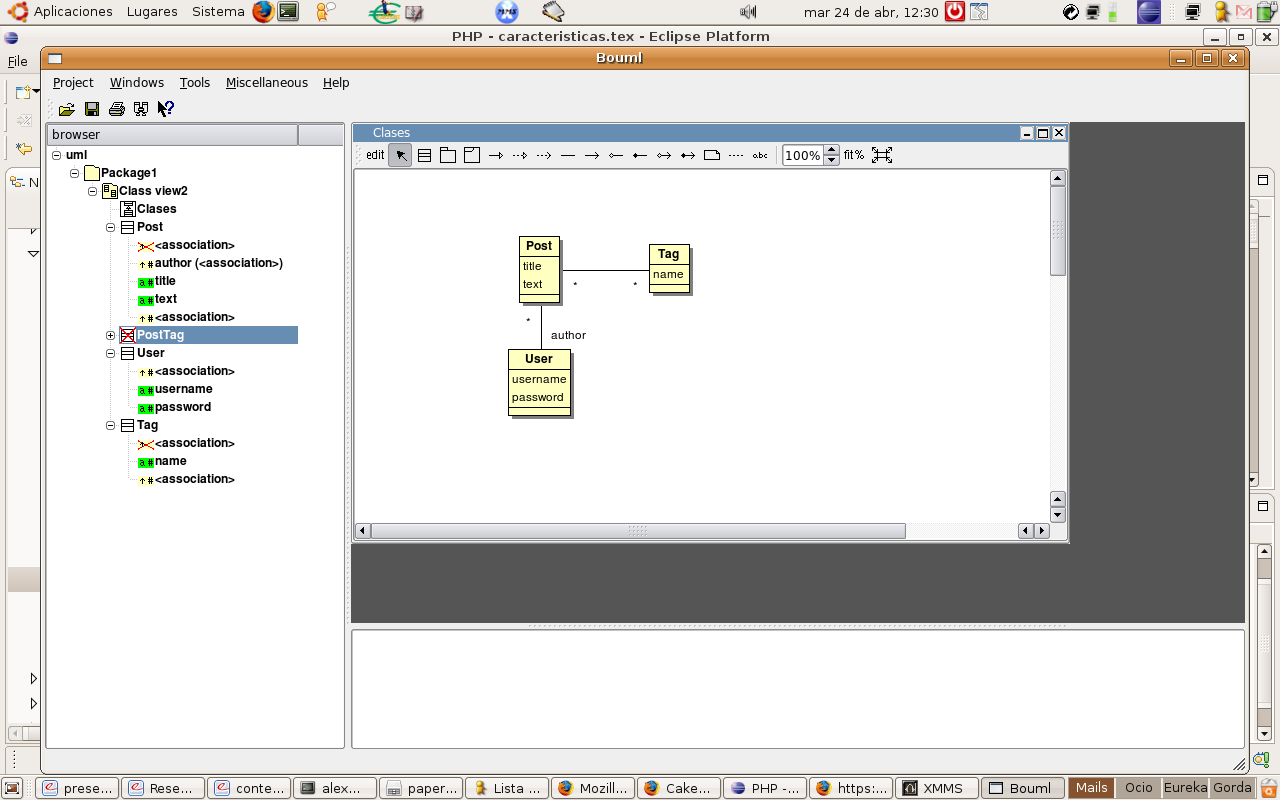 Aplicaciones Lugares Sistema mar 24 de abr, 12:30
PHP - caracteristicas.tex - Eclipse Platform
File
Bouml
Project Windows Tools Miscellaneous Help
browser
uml
Package1
Class view2
Clases
Post
<association>
author (<association>)
title
text
<association>
PostTag
User
<association>
username
password
Tag
<association>
name
<association>
N
Clases
edit abc 100% fit%
Post
title
text
Tag
name
* *
*
author
User
username
password
prese... Rese... conte... alex... paper... Lista ... Mozill... Cake... PHP -... https:... XMMS Bouml Mails Ocio Eureka Gorda